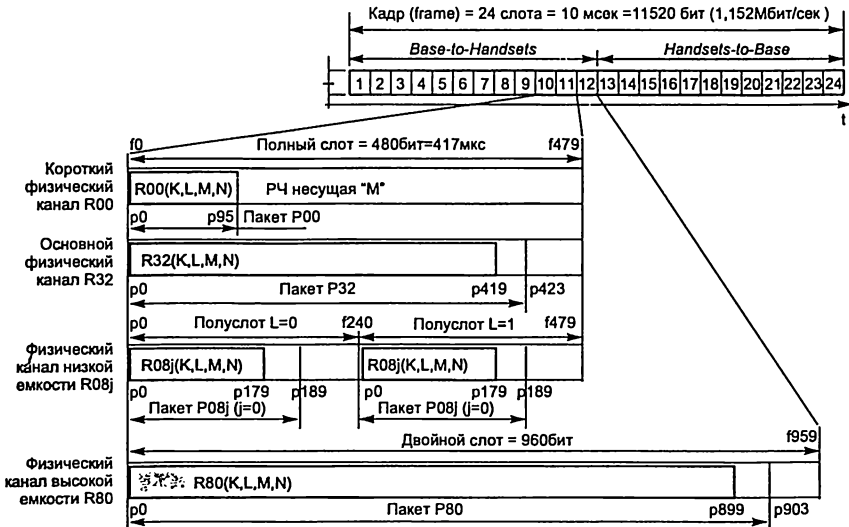 Кадр (frame) = 24 слота = 10 мсек =11520 бит (1,152Мбит/сек )
Base-to-Handsets Handsets-to-Base
1 2 3 4 5 6 7 8 9 10 11 12 13 14 15 16 17 18 19 20 21 22 23 24
t
f0 Полный слот = 480бит=417мкс f479
Короткий
физический
канал R00
R00(K,L,M,N) РЧ несущая "М"
p0 p95 Пакет P00
Основной
физический
канал R32
R32(K,L,M,N)
p0 Пакет P32 p419 p423
p0 Полуслот L=0 f240 Полуслот L=1 f479
Физический
канал низкой
емкости R08j
R08j(K,L,M,N) R08j(K,L,M,N)
p0 p179 p189 p0 p179 p189
Пакет P08j (j=0) Пакет P08j (j=0)
Двойной слот = 960бит f959
Физический
канал высокой
емкости R80
R80(K,L,M,N)
p0 Пакет P80 p899 p903